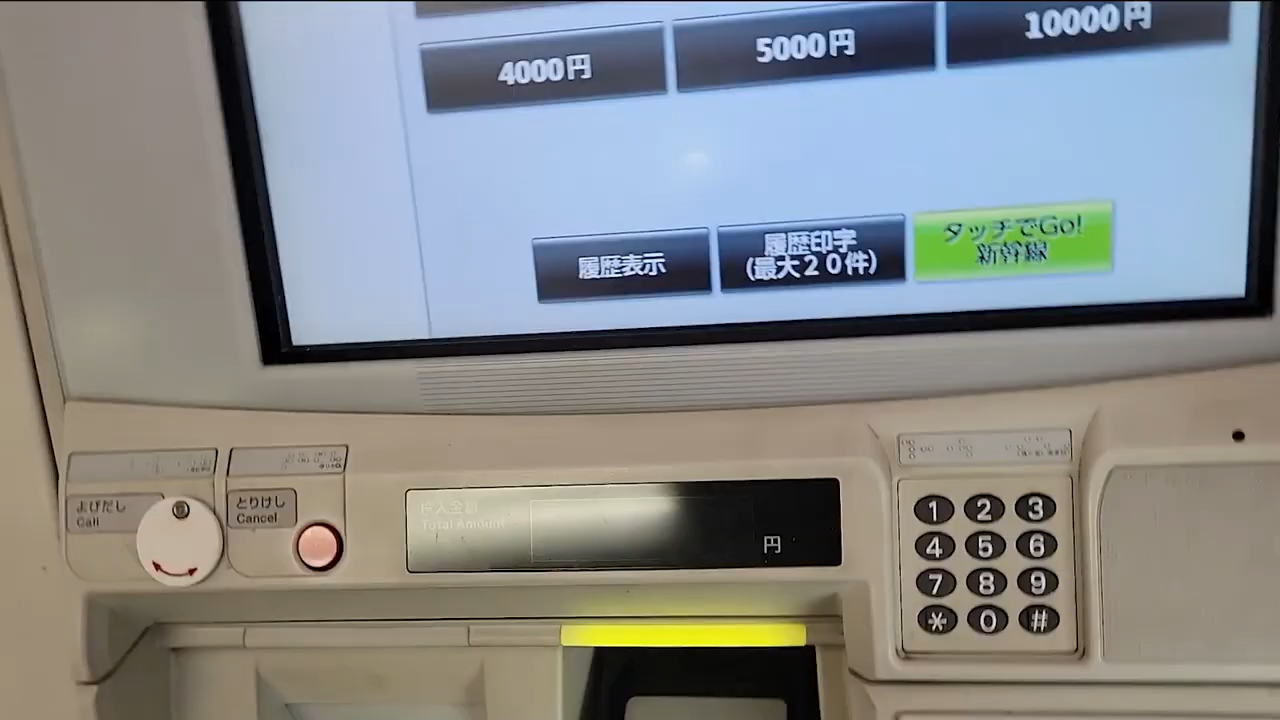 4000円
5000円
10000円
履歴表示
履歴印字
(最大20件)
タッチでGo!
新幹線
よびだし
Call
とりけし
Cancel
Total Amount
円
1 2 3
4 5 6
7 8 9
* 0 #